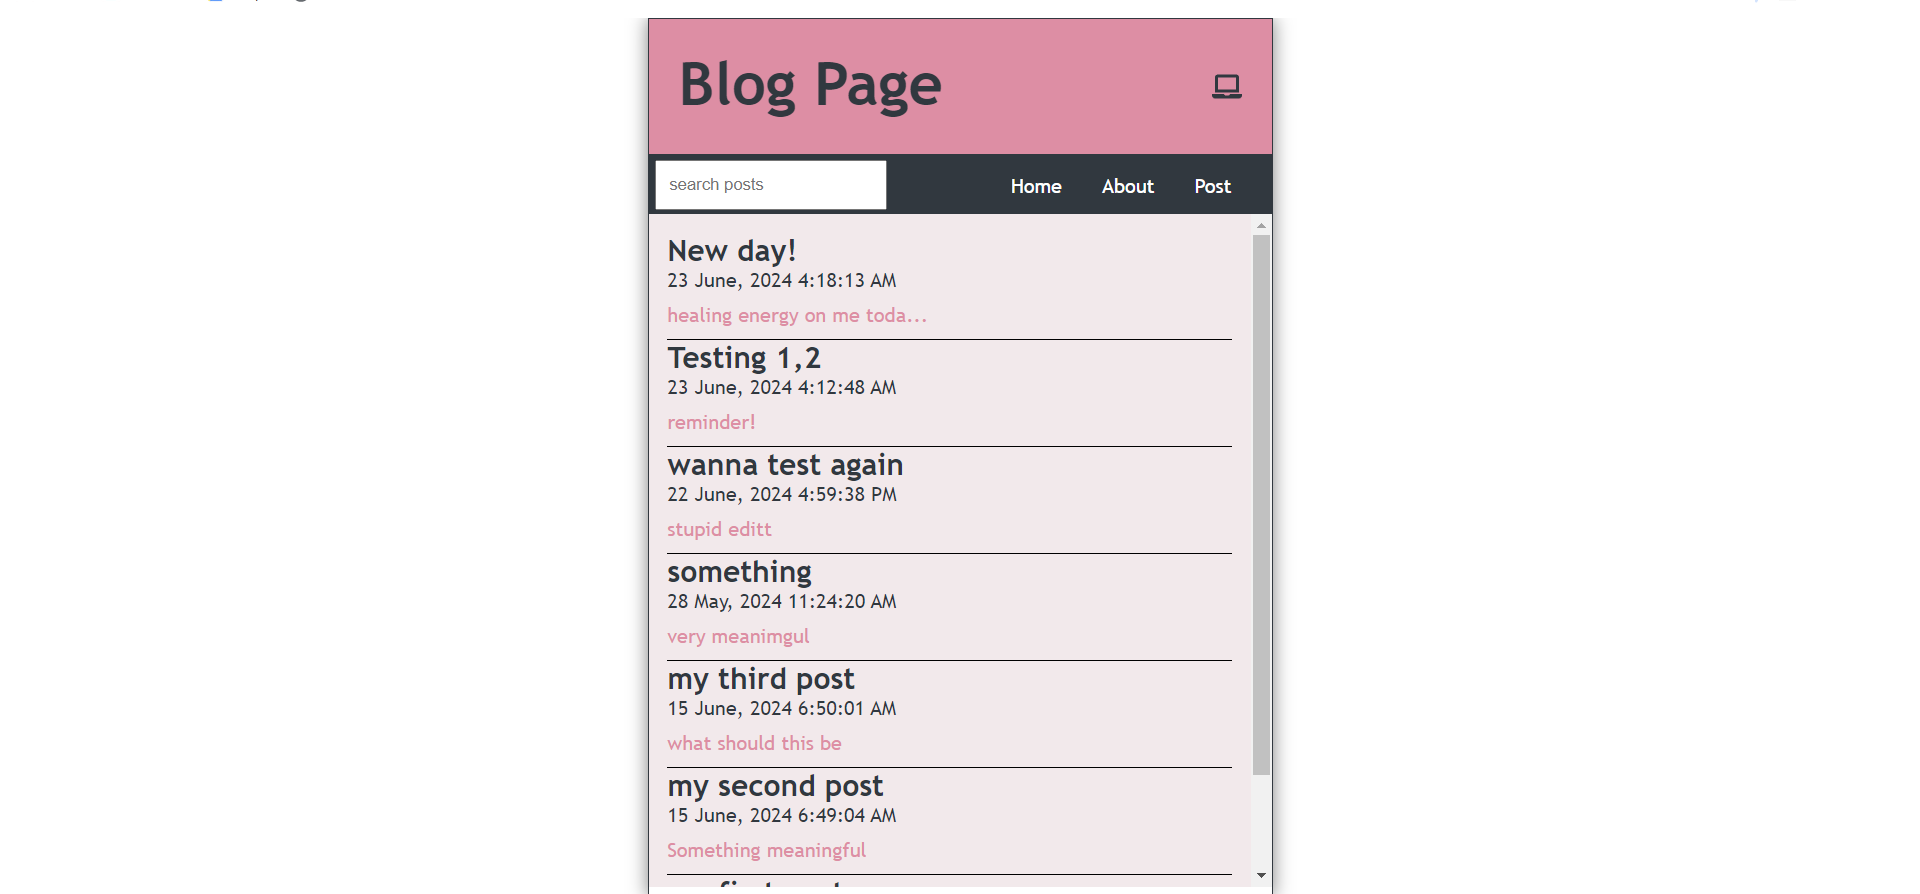 Blog Page
search posts
Home About Post
New day!
23 June, 2024 4:18:13 AM
healing energy on me toda...
Testing 1,2
23 June, 2024 4:12:48 AM
reminder!
wanna test again
22 June, 2024 4:59:38 PM
stupid editt
something
28 May, 2024 11:24:20 AM
very meanimgul
my third post
15 June, 2024 6:50:01 AM
what should this be
my second post
15 June, 2024 6:49:04 AM
Something meaningful